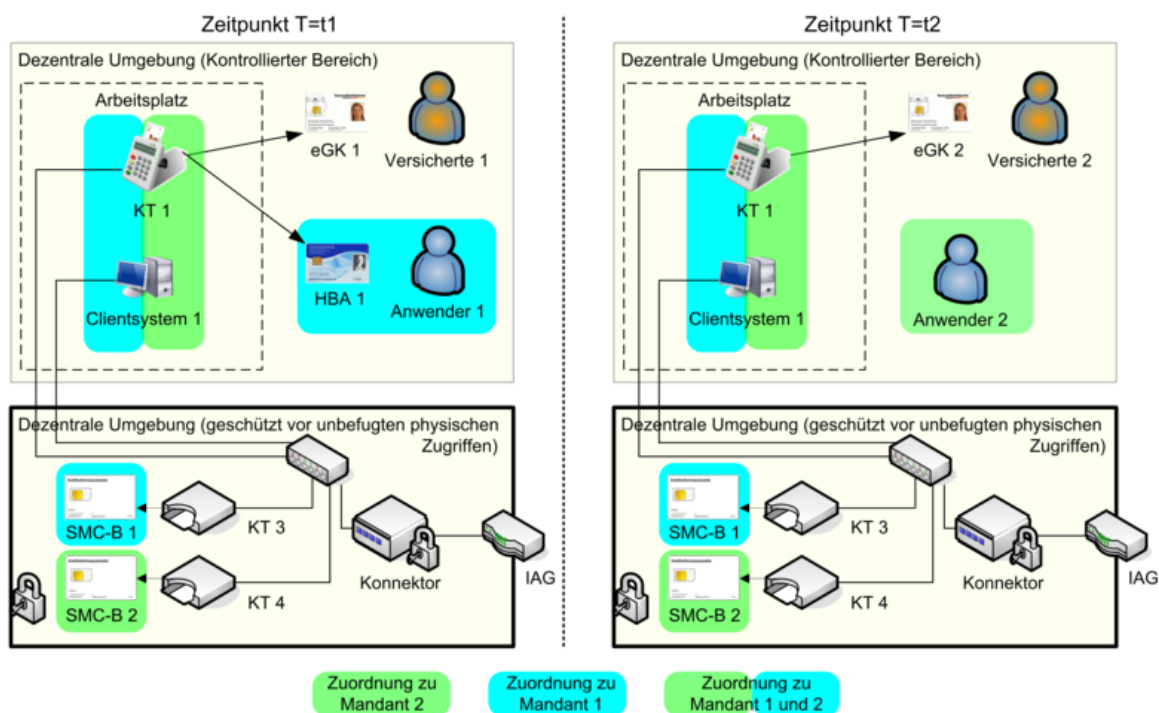 Zeitpunkt T=t1
Dezentrale Umgebung (Kontrollierter Bereich)
Arbeitsplatz
KT 1
Clientsystem 1
eGK 1
Versicherte 1
HBA 1
Anwender 1
Dezentrale Umgebung (geschützt vor unbefugten physischen
Zugriffen)
SMC-B 1
KT 3
SMC-B 2
KT 4
Konnektor
IAG
Zeitpunkt T=t2
Dezentrale Umgebung (Kontrollierter Bereich)
Arbeitsplatz
KT 1
Clientsystem 1
eGK 2
Versicherte 2
Anwender 2
Dezentrale Umgebung (geschützt vor unbefugten physischen
Zugriffen)
SMC-B 1
KT 3
SMC-B 2
KT 4
Konnektor
IAG
Zuordnung zu
Mandant 2
Zuordnung zu
Mandant 1
Zuordnung zu
Mandant 1 und 2